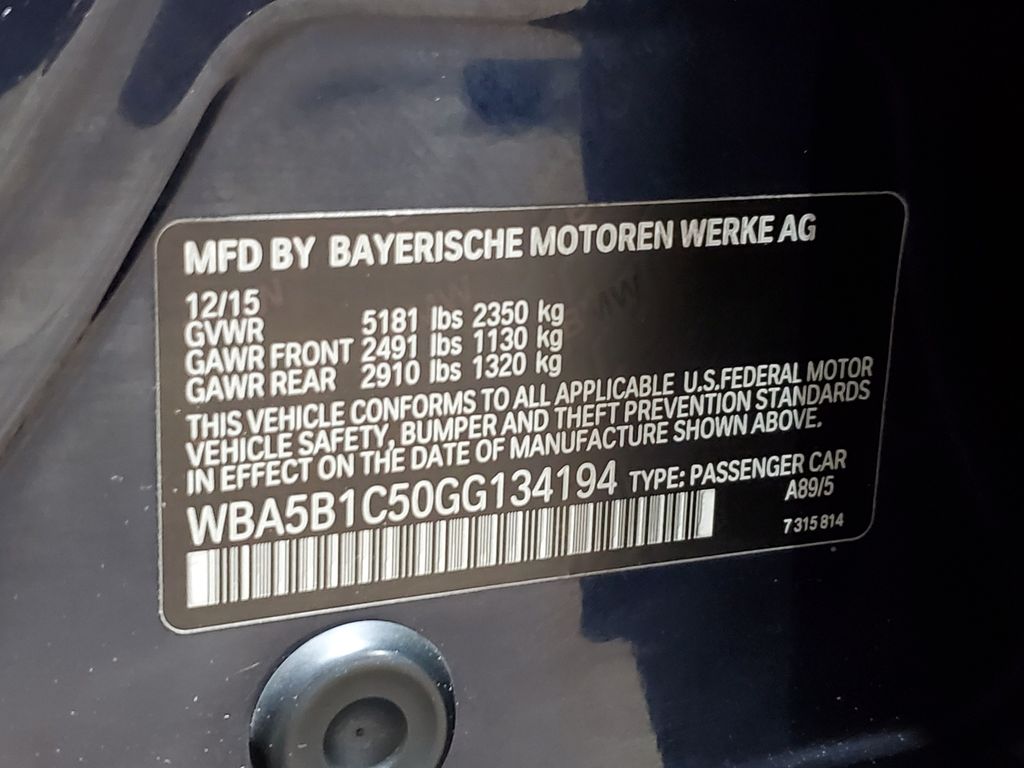 MFD BY BAYERISCHE MOTOREN WERKE AG
12/15
GVWR 5181 lbs 2350 kg
GAWR FRONT 2491 lbs 1130 kg
GAWR REAR 2910 lbs 1320 kg
THIS VEHICLE CONFORMS TO ALL APPLICABLE U.S.FEDERAL MOTOR
VEHICLE SAFETY, BUMPER AND THEFT PREVENTION STANDARDS
IN EFFECT ON THE DATE OF MANUFACTURE SHOWN ABOVE.
WBA5B1C50GG134194 TYPE: PASSENGER CAR
A89/5
7 315 814